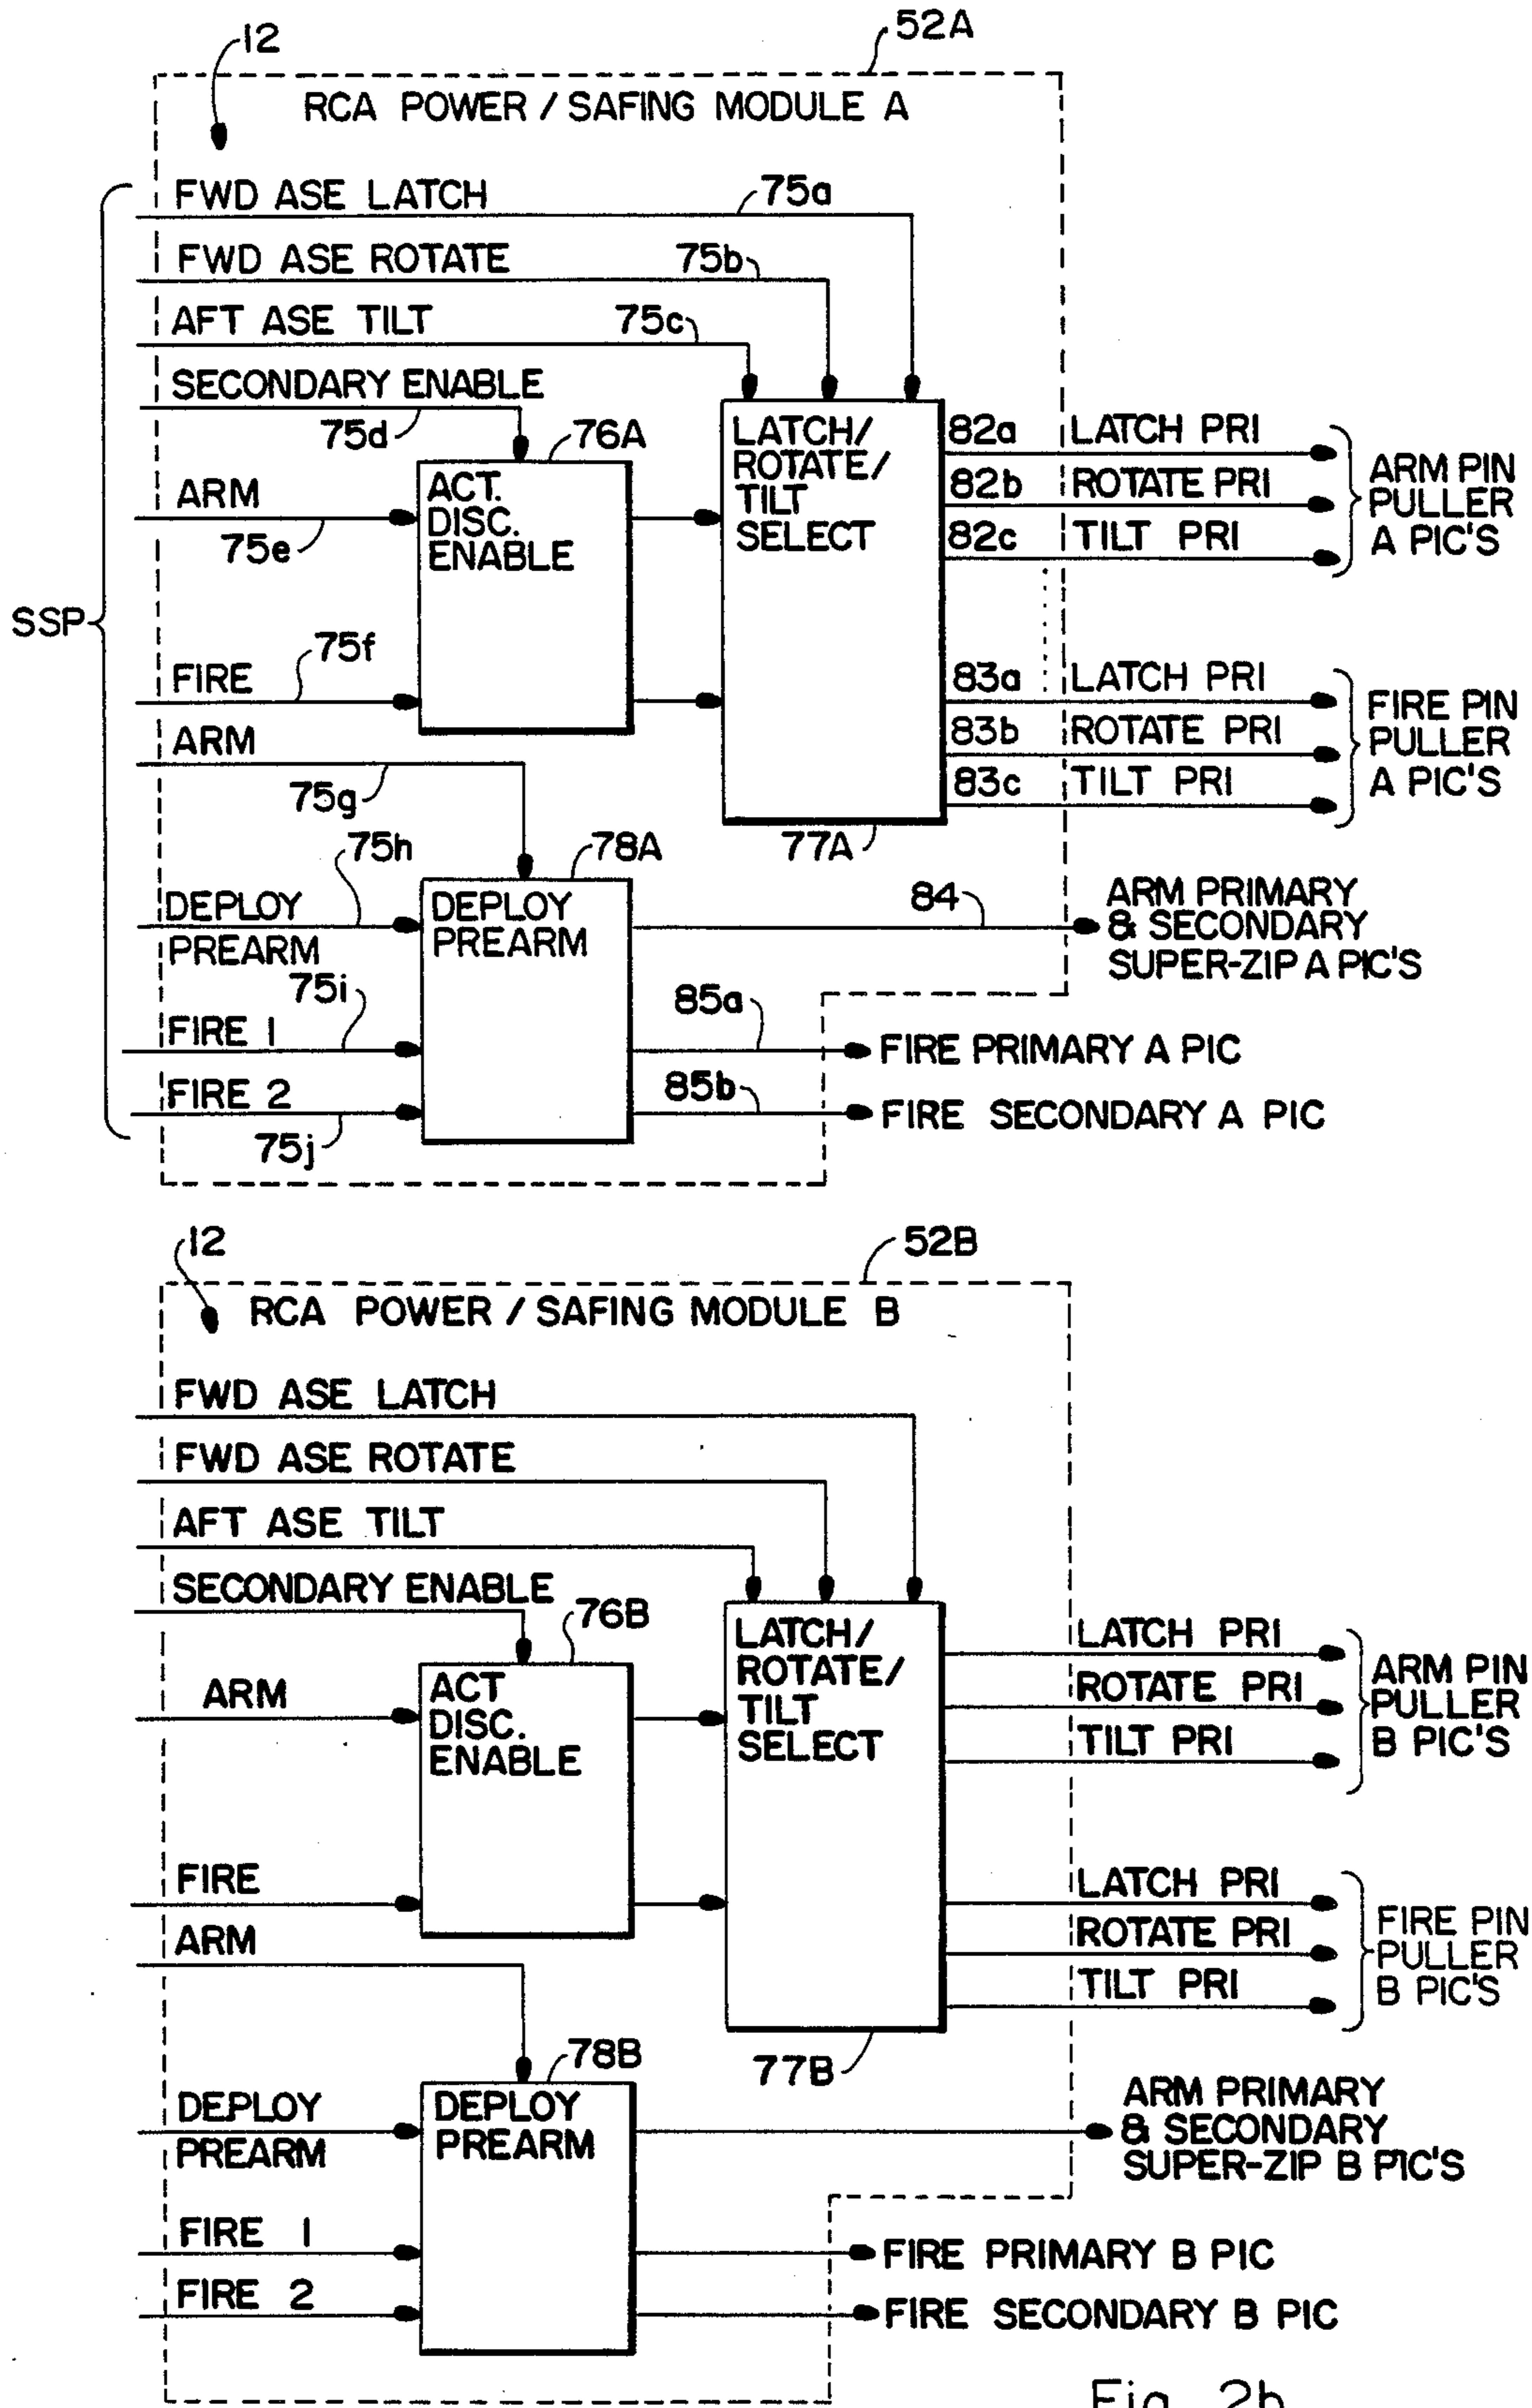 12
52A
RCA POWER / SAFING MODULE A
FWD ASE LATCH
75a
FWD ASE ROTATE
75b
AFT ASE TILT
75c
SECONDARY ENABLE
75d
76A
ARM
75e
ACT.
DISC.
ENABLE
LATCH/
ROTATE/
TILT
SELECT
82a
LATCH PRI
82b
ROTATE PRI
82c
TILT PRI
ARM PIN
PULLER
A PIC'S
SSP
FIRE
75f
83a
LATCH PRI
83b
ROTATE PRI
83c
TILT PRI
FIRE PIN
PULLER
A PIC'S
ARM
75g
77A
75h
78A
DEPLOY
PREARM
DEPLOY
PREARM
84
ARM PRIMARY
& SECONDARY
SUPER-ZIP A PIC'S
75i
FIRE 1
85a
FIRE PRIMARY A PIC
FIRE 2
75j
85b
FIRE SECONDARY A PIC
12
52B
RCA POWER / SAFING MODULE B
FWD ASE LATCH
FWD ASE ROTATE
AFT ASE TILT
SECONDARY ENABLE
76B
ARM
ACT
DISC.
ENABLE
LATCH/
ROTATE/
TILT
SELECT
LATCH PRI
ROTATE PRI
TILT PRI
ARM PIN
PULLER
B PIC'S
FIRE
LATCH PRI
ROTATE PRI
TILT PRI
FIRE PIN
PULLER
B PIC'S
ARM
77B
78B
DEPLOY
PREARM
DEPLOY
PREARM
ARM PRIMARY
& SECONDARY
SUPER-ZIP B PIC'S
FIRE 1
FIRE PRIMARY B PIC
FIRE 2
FIRE SECONDARY B PIC
Fig. 2b